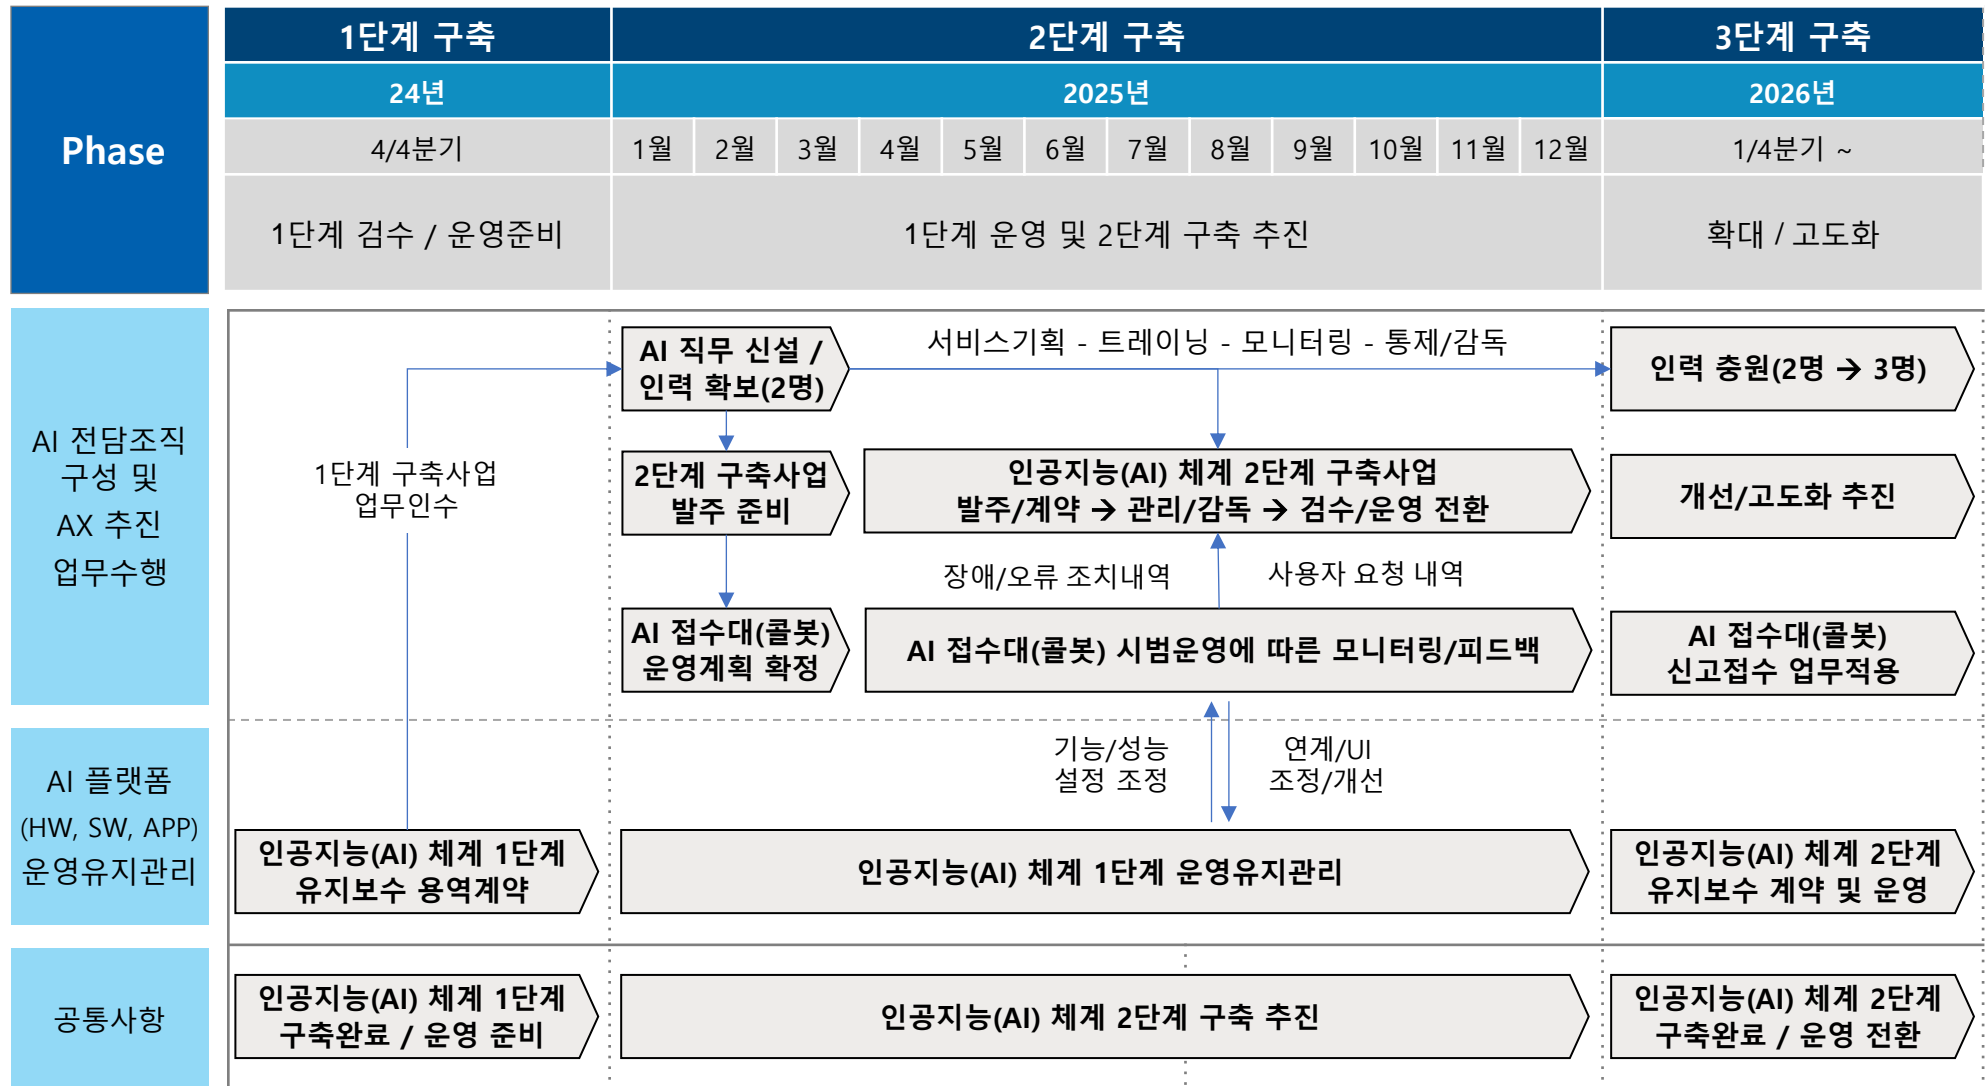 Phase
1단계 구축
2단계 구축
3단계 구축
24년
2025년
2026년
4/4분기
1월
2월
3월
4월
5월
6월
7월
8월
9월
10월
11월
12월
1/4분기 ~
1단계 검수 / 운영준비
1단계 운영 및 2단계 구축 추진
확대 / 고도화
AI 전담조직
구성 및
AX 추진
업무수행
1단계 구축사업
업무인수
AI 직무 신설 /
인력 확보(2명)
서비스기획 - 트레이닝 - 모니터링 - 통제/감독
인력 충원(2명 → 3명)
2단계 구축사업
발주 준비
인공지능(AI) 체계 2단계 구축사업
발주/계약 → 관리/감독 → 검수/운영 전환
개선/고도화 추진
장애/오류 조치내역
사용자 요청 내역
AI 접수대(콜봇)
운영계획 확정
AI 접수대(콜봇) 시범운영에 따른 모니터링/피드백
AI 접수대(콜봇)
신고접수 업무적용
AI 플랫폼
(HW, SW, APP)
운영유지관리
기능/성능
설정 조정
연계/UI
조정/개선
인공지능(AI) 체계 1단계
유지보수 용역계약
인공지능(AI) 체계 1단계 운영유지관리
인공지능(AI) 체계 2단계
유지보수 계약 및 운영
공통사항
인공지능(AI) 체계 1단계
구축완료 / 운영 준비
인공지능(AI) 체계 2단계 구축 추진
인공지능(AI) 체계 2단계
구축완료 / 운영 전환